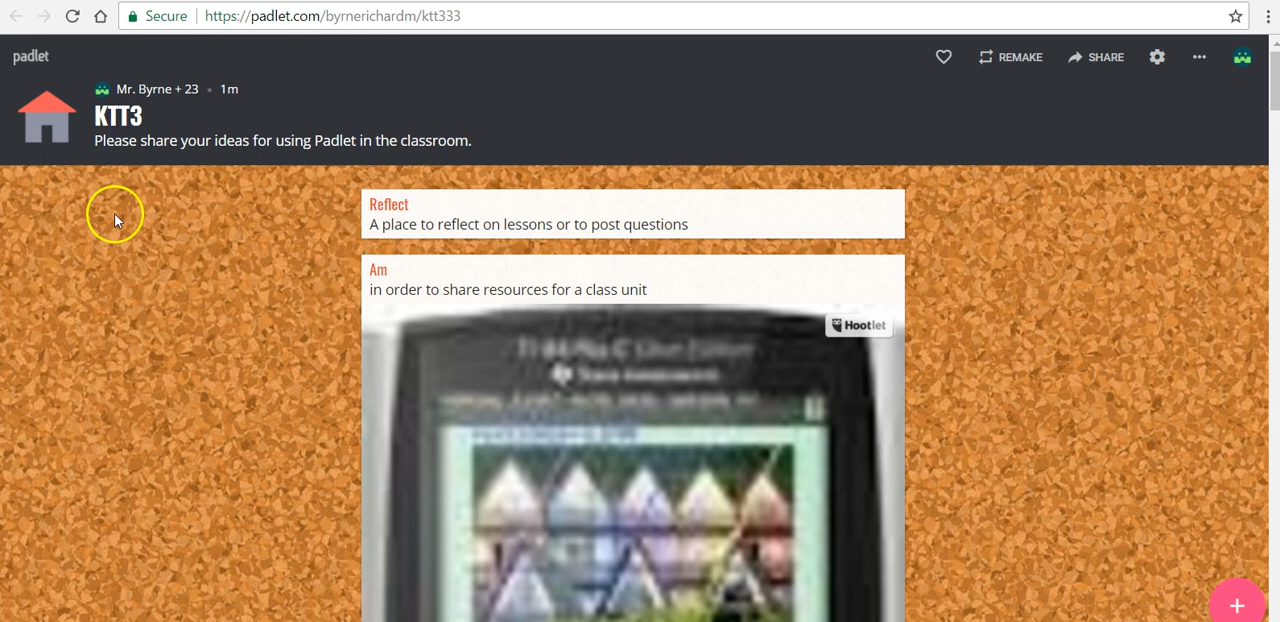 Secure https://padlet.com/byrnerichardm/ktt333
padlet
REMAKE
SHARE
Mr. Byrne + 23 • 1m
KTT3
Please share your ideas for using Padlet in the classroom.
Reflect
A place to reflect on lessons or to post questions
Am
in order to share resources for a class unit
Hootlet